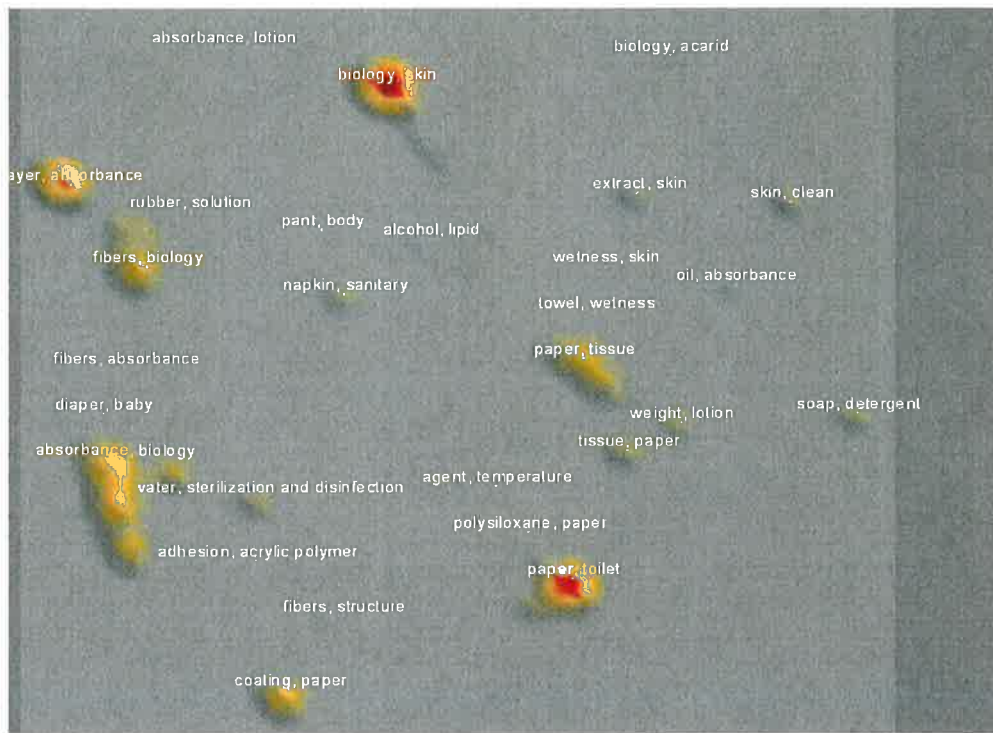 absorbance, lotion
biology, acarid
biology, skin
ayer, absorbance
extract, skin
skin, clean
rubber, solution
pant, body
alcohol, lipid
fibers, biology
wetness, skin
oil, absorbance
napkin, sanitary
towel, wetness
paper, tissue
fibers, absorbance
diaper, baby
weight, lotion
soap, detergent
tissue, paper
absorbance, biology
agent, temperature
vater, sterilization and disinfection
polysiloxane, paper
adhesion, acrylic polymer
paper, toilet
fibers, structure
coating, paper